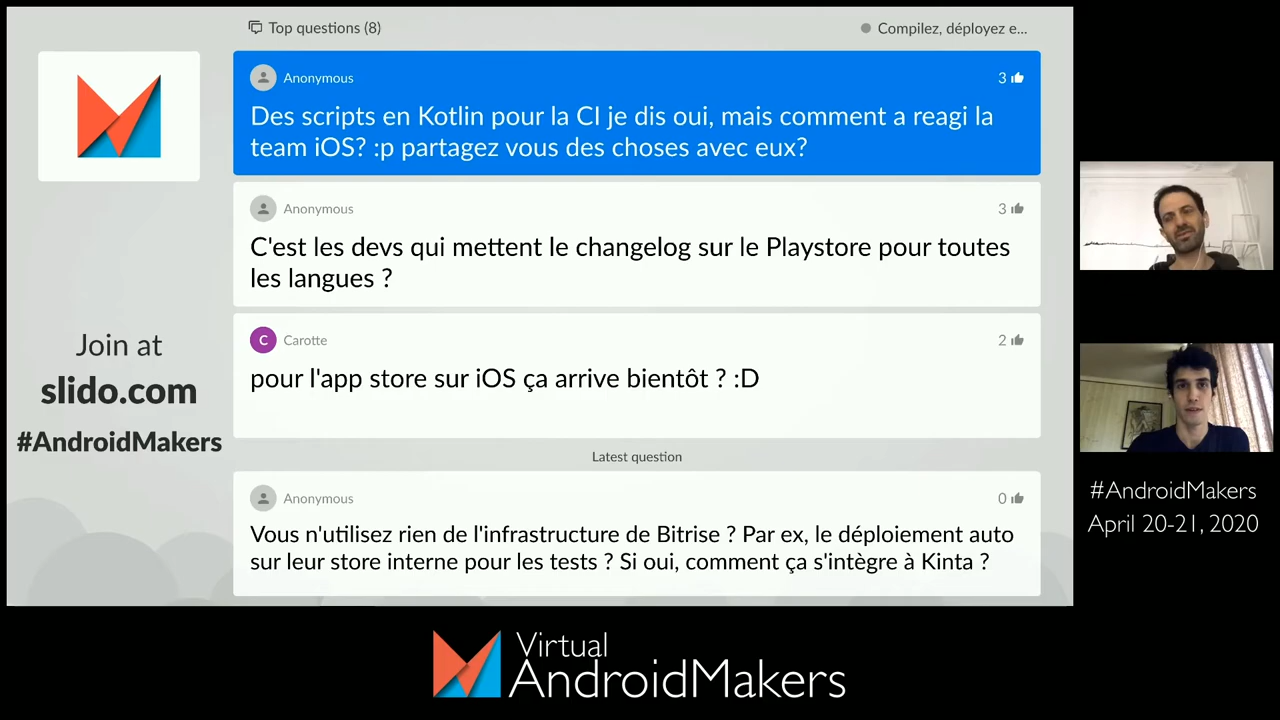 Top questions (8)
Compilez, déployez e...
Anonymous
3
Des scripts en Kotlin pour la CI je dis oui, mais comment a reagi la
team iOS? :p partagez vous des choses avec eux?
Anonymous
3
C'est les devs qui mettent le changelog sur le Playstore pour toutes
les langues ?
C
Carotte
2
pour l'app store sur iOS ça arrive bientôt ? :D
Latest question
Anonymous
0
Vous n'utilisez rien de l'infrastructure de Bitrise ? Par ex, le déploiement auto
sur leur store interne pour les tests ? Si oui, comment ça s'intègre à Kinta ?
Join at
slido.com
#AndroidMakers
#AndroidMakers
April 20-21, 2020
Virtual
AndroidMakers